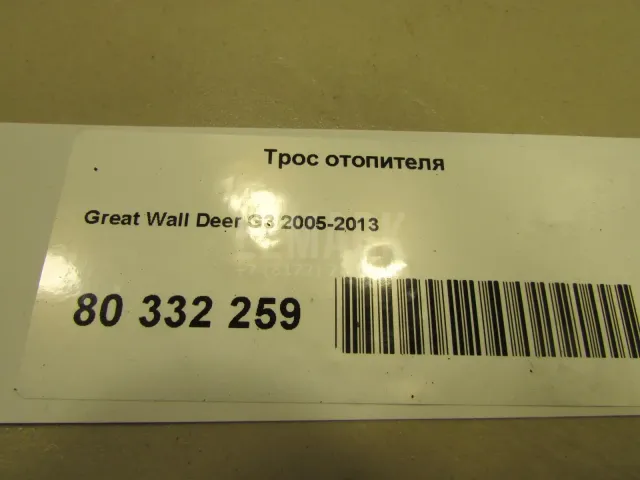 Трос отопителя
Great Wall Deer G3 2005-2013
80 332 259